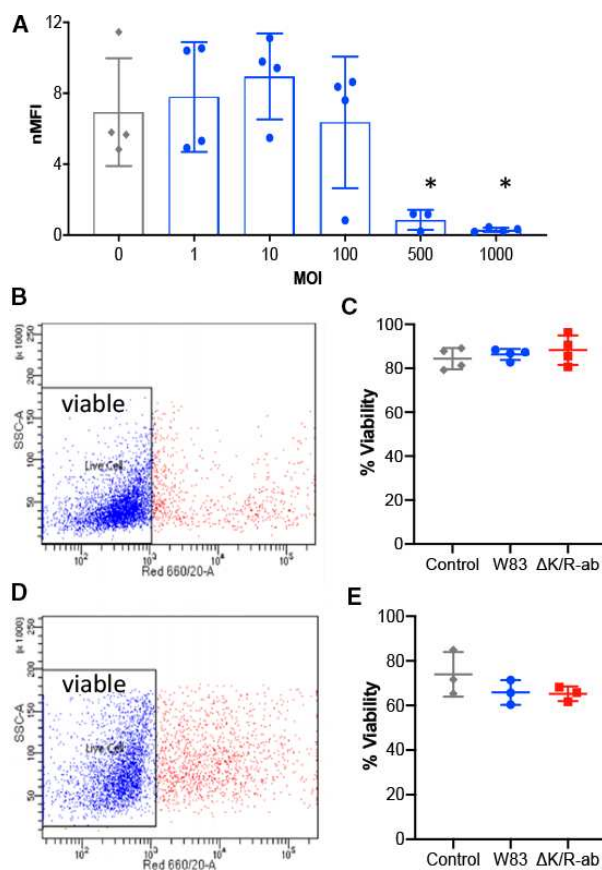 A
12
8
4
0
nMFI
*
*
0
1
10
100
500
1000
MOI
B
(x 1000)
250
200
150
100
50
SSC-A
viable
Live Cell
10²
10³
10⁴
10⁵
Red 660/20-A
C
100
80
60
40
20
0
% Viability
Control
W83
ΔK/R-ab
D
250
200
150
100
50
SSC-A
viable
Live Cell
10²
10³
10⁴
10⁵
Red 660/20-A
E
100
80
60
40
20
0
% Viability
Control
W83
ΔK/R-ab